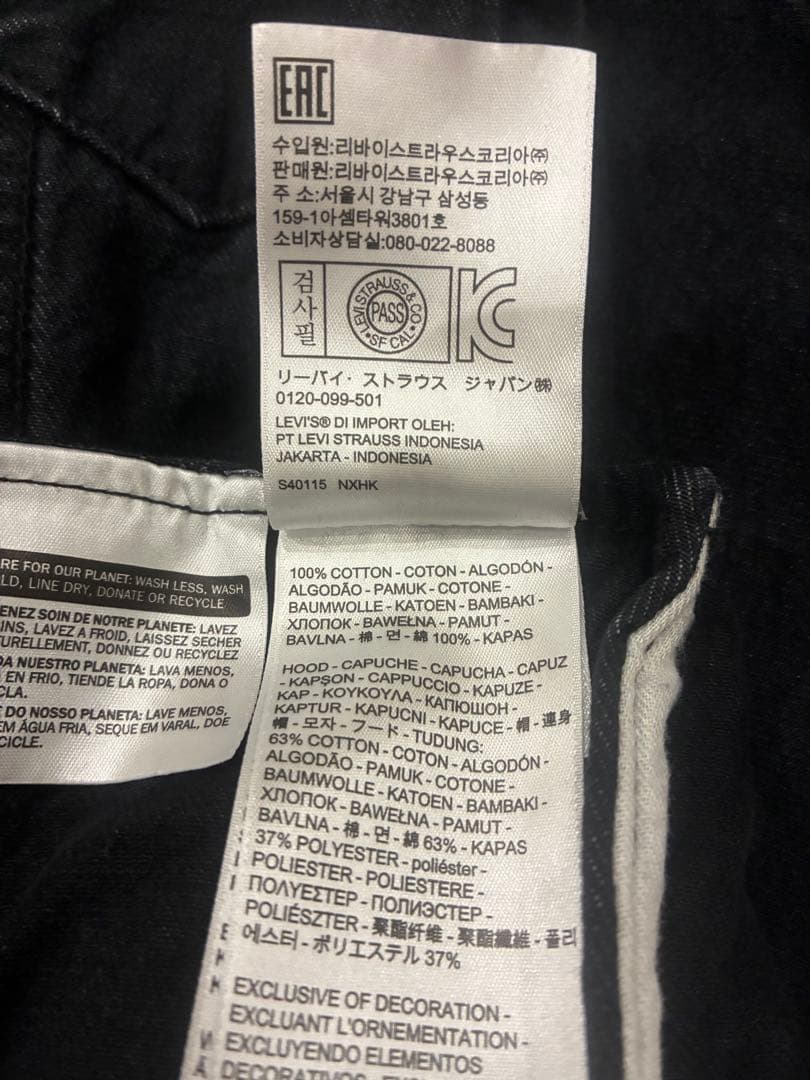 EAC
수입원:리바이스트라우스코리아㈜
판매원:리바이스트라우스코리아㈜
주 소:서울시 강남구 삼성동
159-1아셈타워3801호
소비자상담실:080-022-8088
검사필
LEVI STRAUSS & CO
PASS
SF CAL
KC
リーバイ・ストラウス ジャパン㈱
0120-099-501
LEVI'S® DI IMPORT OLEH:
PT LEVI STRAUSS INDONESIA
JAKARTA - INDONESIA
S40115 NXHK
RE FOR OUR PLANET: WASH LESS, WASH
LD, LINE DRY, DONATE OR RECYCLE
ENEZ SOIN DE NOTRE PLANETE: LAVEZ
INS, LAVEZ A FROID, LAISSEZ SECHER
TURELLEMENT, DONNEZ OU RECYCLEZ
DA NUESTRO PLANETA: LAVA MENOS,
EN FRIO, TIENDE LA ROPA, DONA O
CLA.
E DO NOSSO PLANETA: LAVE MENOS,
EM ÁGUA FRIA, SEQUE EM VARAL, DOE
CICLE.
100% COTTON - COTON - ALGODÓN -
ALGODÃO - PAMUK - COTONE -
BAUMWOLLE - KATOEN - BAMBAKI -
ХЛОПОК - BAWEŁNA - PAMUT -
BAVLNA - 棉 - 면 - 綿 100% - KAPAS
HOOD - CAPUCHE - CAPUCHA - CAPUZ
- KAPŞON - CAPPUCCIO - KAPUZE -
KAP - ΚΟΥΚΟΥΛΑ - КАПЮШОН -
KAPTUR - KAPUCNI - KAPUCE - 帽 - 連身
帽 - 모자 - フード - TUDUNG:
63% COTTON - COTON - ALGODÓN -
ALGODÃO - PAMUK - COTONE -
BAUMWOLLE - KATOEN - BAMBAKI -
ХЛОПОК - BAWEŁNA - PAMUT -
BAVLNA - 棉 - 면 - 綿 63% - KAPAS
37% POLYESTER - poliéster -
POLIESTER - POLIESTERE -
ΠΟΛΥΕΣΤΕΡ - ПОЛИЭСТЕР -
POLIÉSZTER - 聚酯纤维 - 聚酯纖維 - 폴리
에스터 - ポリエステル 37%
EXCLUSIVE OF DECORATION -
EXCLUANT L'ORNEMENTATION -
EXCLUYENDO ELEMENTOS